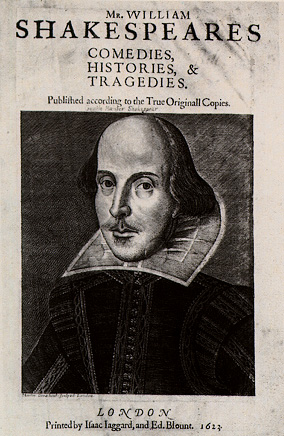 Mr. WILLIAM
SHAKESPEARES
COMEDIES,
HISTORIES, &
TRAGEDIES.
Publiſhed according to the True Originall Copies.
London
LONDON
Printed by Iſaac Iaggard, and Ed. Blount. 1623.